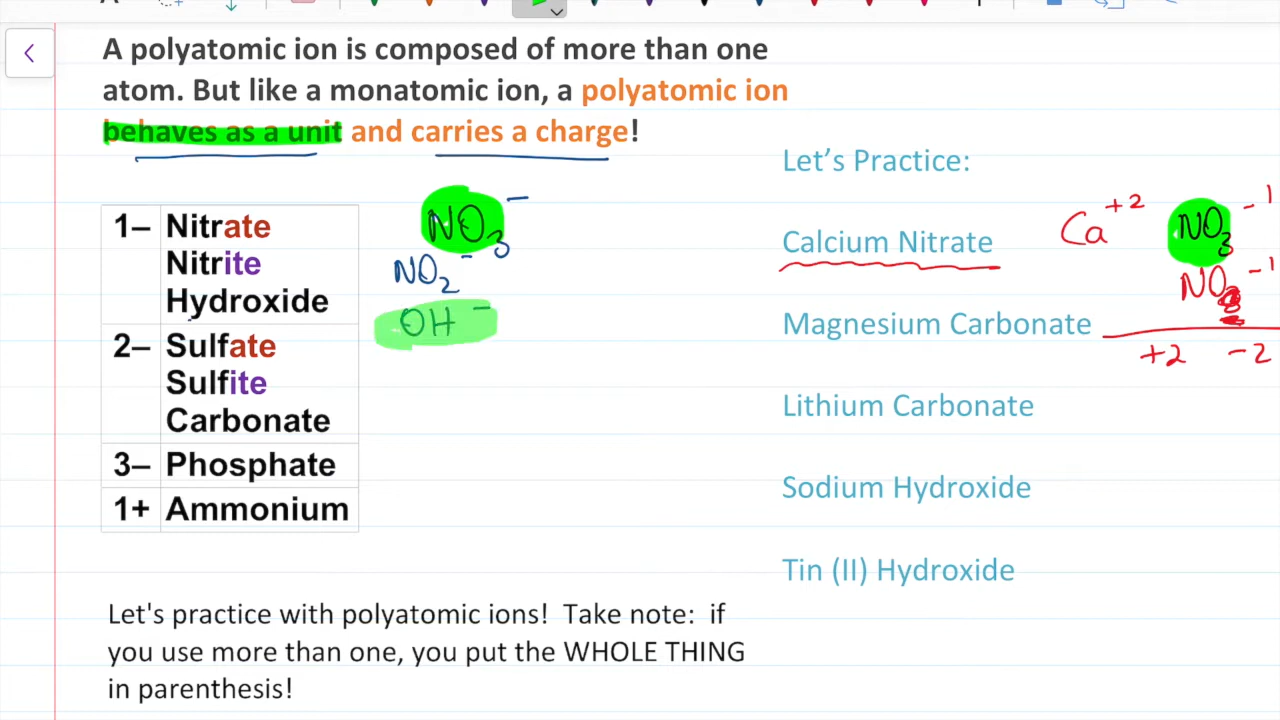 A polyatomic ion is composed of more than one
atom. But like a monatomic ion, a polyatomic ion
behaves as a unit and carries a charge!
1– Nitrate
Nitrite
Hydroxide
2– Sulfate
Sulfite
Carbonate
3– Phosphate
1+ Ammonium
NO₃⁻
NO₂⁻
OH⁻
Let’s Practice:
Calcium Nitrate
Magnesium Carbonate
Lithium Carbonate
Sodium Hydroxide
Tin (II) Hydroxide
Ca⁺² NO₃⁻¹
NO ⁻¹
+2 -2
Let's practice with polyatomic ions! Take note: if
you use more than one, you put the WHOLE THING
in parenthesis!